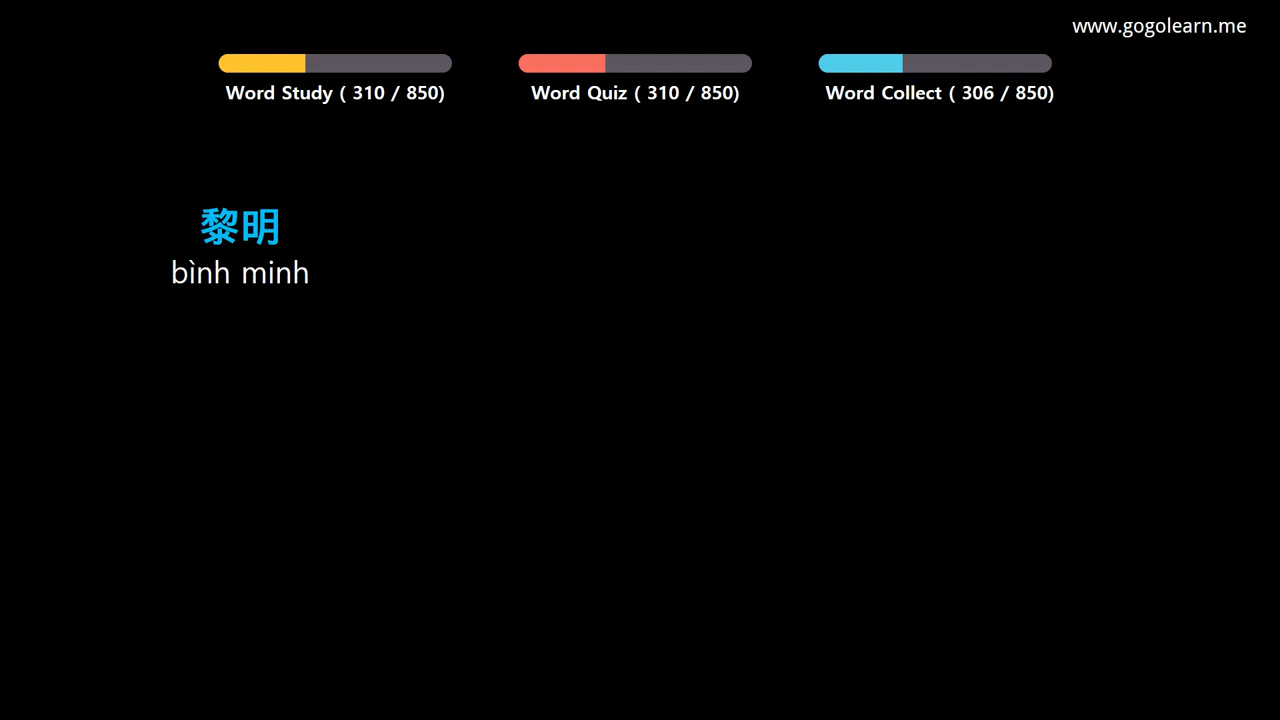 www.gogolearn.me
Word Study ( 310 / 850)
Word Quiz ( 310 / 850)
Word Collect ( 306 / 850)
黎明
bình minh